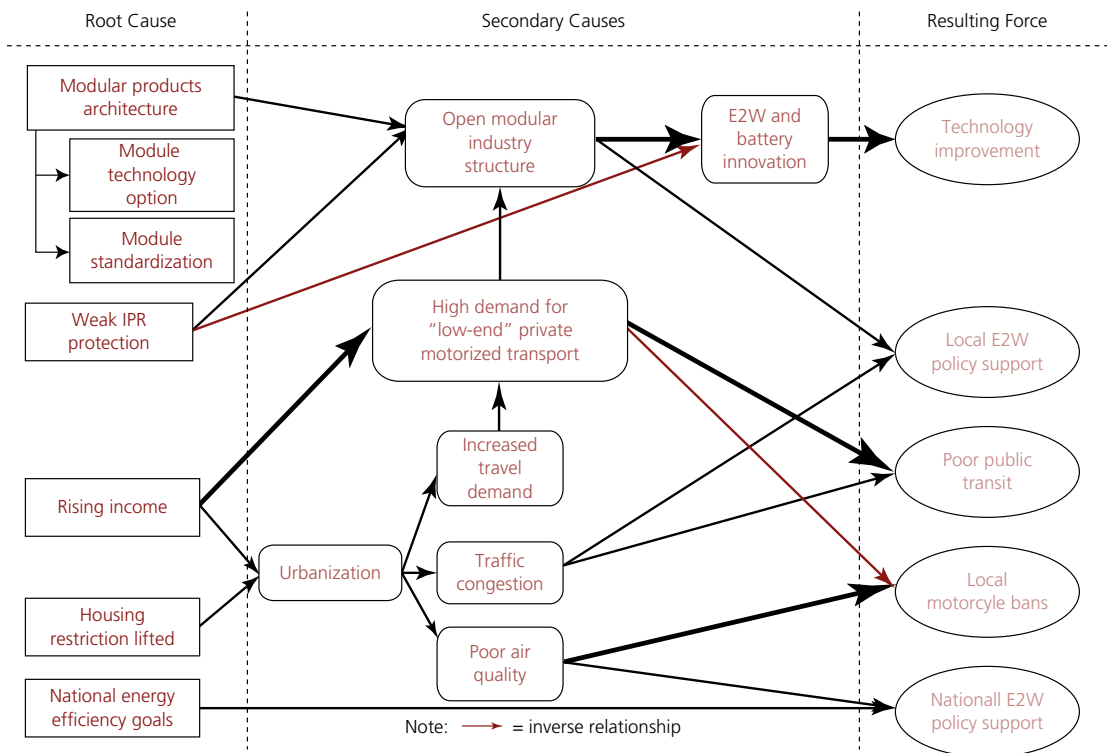 Root Cause
Secondary Causes
Resulting Force
Modular products
architecture
Module
technology
option
Module
standardization
Weak IPR
protection
Rising income
Housing
restriction lifted
National energy
efficiency goals
Open modular
industry
structure
E2W and
battery
innovation
High demand for
“low-end” private
motorized transport
Increased
travel
demand
Urbanization
Traffic
congestion
Poor air
quality
Technology
improvement
Local E2W
policy support
Poor public
transit
Local
motorcyle bans
Nationall E2W
policy support
Note: = inverse relationship